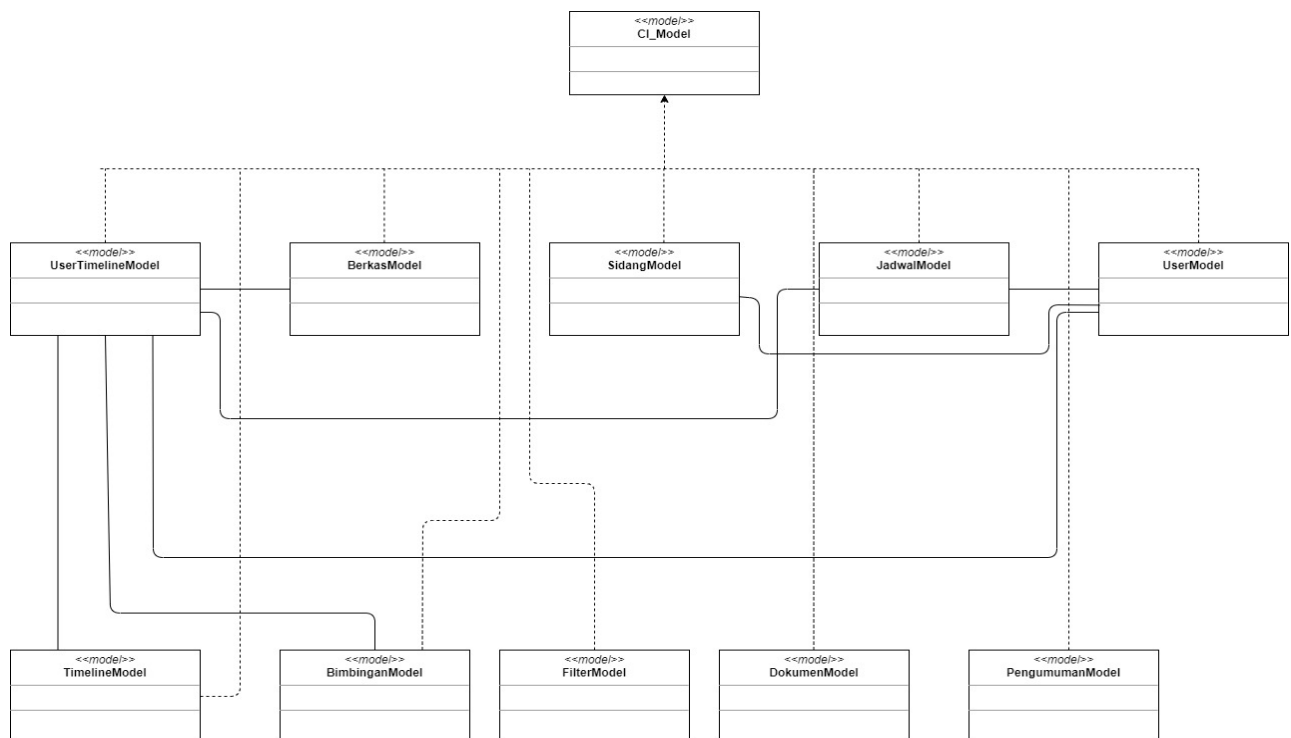 <<model>>
CI_Model
<<model>>
UserTimelineModel
<<model>>
BerkasModel
<<model>>
SidangModel
<<model>>
JadwalModel
<<model>>
UserModel
<<model>>
TimelineModel
<<model>>
BimbinganModel
<<model>>
FilterModel
<<model>>
DokumenModel
<<model>>
PengumumanModel